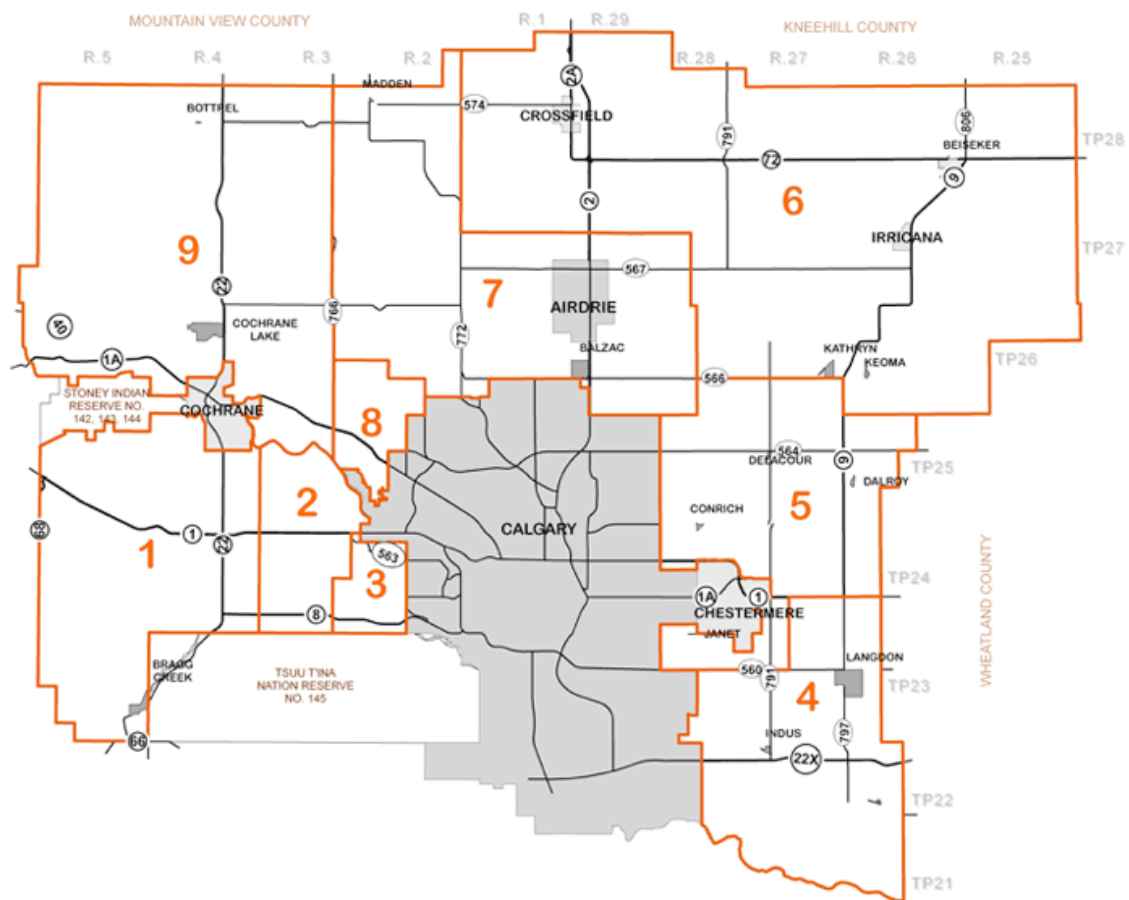 MOUNTAIN VIEW COUNTY
R.1
R.29
KNEEHILL COUNTY
R.5
R.4
R.3
R.2
R.28
R.27
R.26
R.25
2A
MADDEN
574
BOTTREL
CROSSFIELD
791
806
TP28
BEISEKER
72
9
2
6
IRRICANA
9
TP27
567
7
22
AIRDRIE
766
772
40
COCHRANE
LAKE
BALZAC
KATHRYN
KEOMA
TP26
1A
566
STONEY INDIAN
RESERVE NO.
142, 143, 144
COCHRANE
8
564
DELACOUR
9
TP25
DALROY
2
5
CONRICH
CALGARY
68
1
1
22
563
3
TP24
1A
1
CHESTERMERE
8
JANET
BRAGG
CREEK
TSUU T'INA
NATION RESERVE
NO. 145
LANGDON
560
791
TP23
4
WHEATLAND COUNTY
INDUS
797
66
22X
TP22
TP21